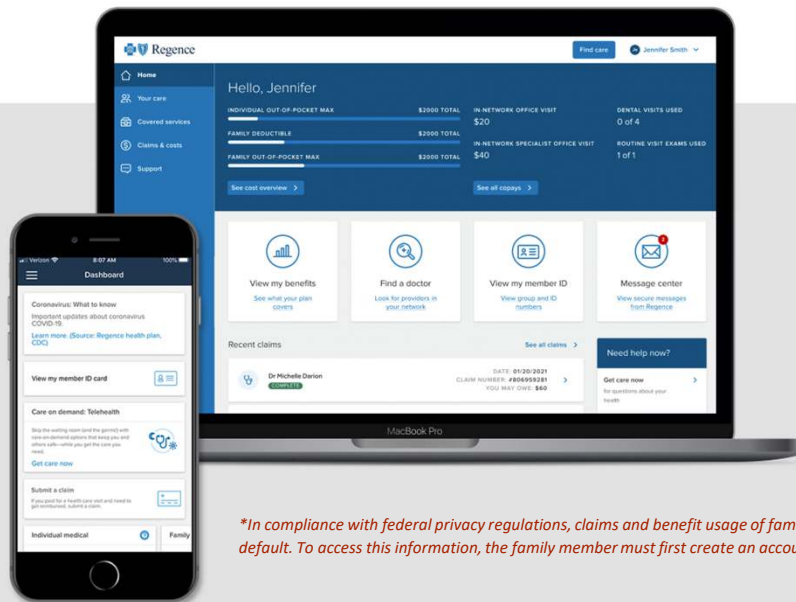 Regence
Find care
JS Jennifer Smith
Home
Your care
Covered services
Claims & costs
Support
Hello, Jennifer
INDIVIDUAL OUT-OF-POCKET MAX $2000 TOTAL
FAMILY DEDUCTIBLE $2000 TOTAL
FAMILY OUT-OF-POCKET MAX $2000 TOTAL
See cost overview
IN-NETWORK OFFICE VISIT
$20
IN-NETWORK SPECIALIST OFFICE VISIT
$40
See all copays
DENTAL VISITS USED
0 of 4
ROUTINE VISIT EXAMS USED
1 of 1
View my benefits
See what your plan
covers
Find a doctor
Look for providers in
your network
View my member ID
View group and ID
numbers
Message center
View secure messages
from Regence
Recent claims
See all claims
Dr Michelle Darion
COMPLETE
DATE: 01/20/2021
CLAIM NUMBER: #806959281
YOU MAY OWE: $60
Need help now?
Get care now
for questions about your
health
MacBook Pro
Verizon 8:07 AM 100%
Dashboard
Coronavirus: What to know
Important updates about coronavirus
COVID-19.
Learn more. (Source: Regence health plan,
CDC)
View my member ID card
Care on demand: Telehealth
Skip the waiting room (and the germs!) with
care-on-demand options that keep you and
others safe—while you get the care you
need.
Get care now
Submit a claim
If you paid for a health care visit and need to
get reimbursed, submit a claim.
Individual medical
Family
*In compliance with federal privacy regulations, claims and benefit usage of fam
default. To access this information, the family member must first create an accou